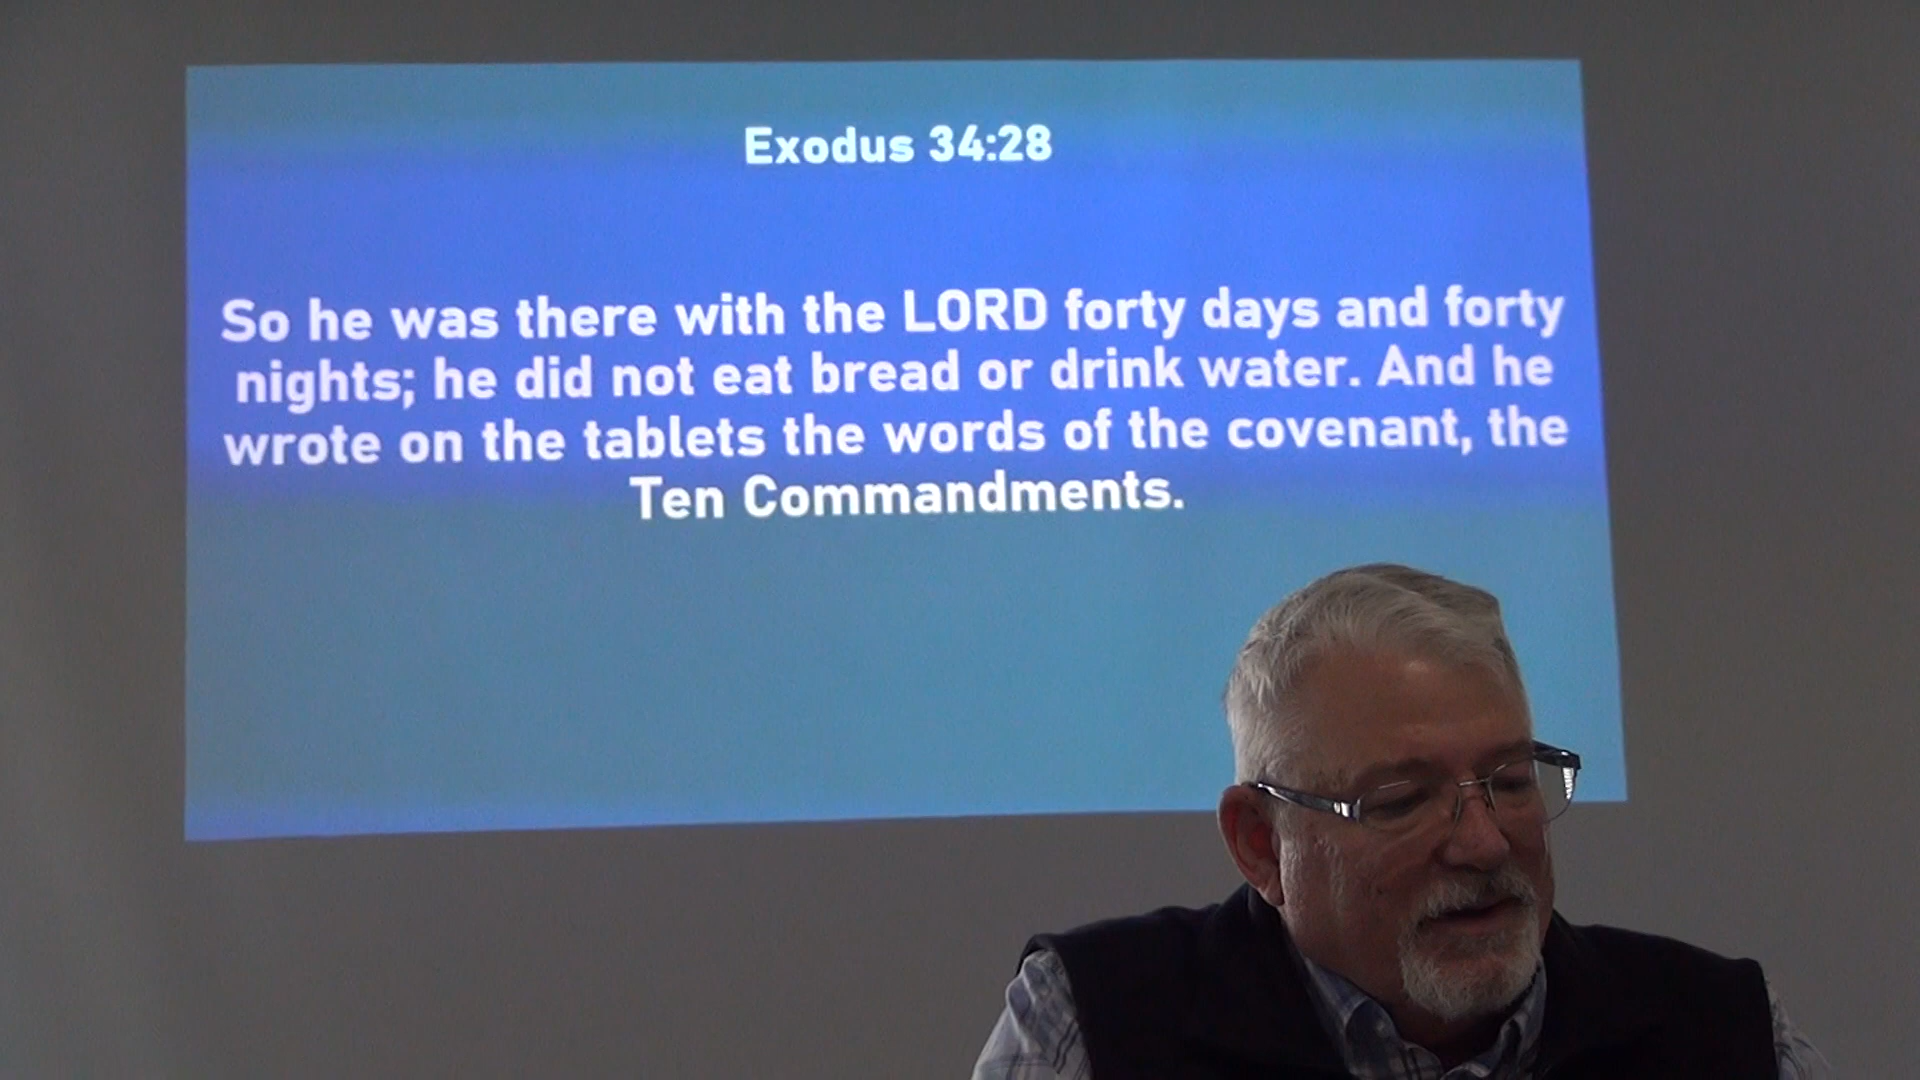 Exodus 34:28
So he was there with the LORD forty days and forty
nights; he did not eat bread or drink water. And he
wrote on the tablets the words of the covenant, the
Ten Commandments.